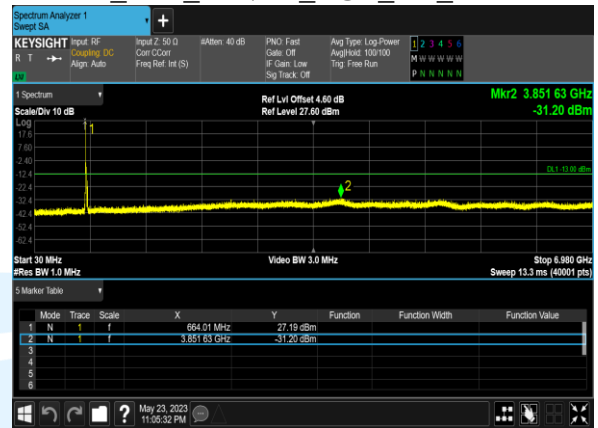 Spectrum Analyzer 1
Swept SA
KEYSIGHT Input: RF Input Z: 50 Ω #Atten: 40 dB PNO: Fast Avg Type: Log-Power 1 2 3 4 5 6
R T Coupling: DC Corr CCorr Gate: Off Avg|Hold: 100/100 M W W W W W
Align: Auto Freq Ref: Int (S) IF Gain: Low Trig: Free Run
Sig Track: Off P N N N N N
LV
1 Spectrum Ref Lvl Offset 4.60 dB Mkr2 3.851 63 GHz
Scale/Div 10 dB Ref Level 27.60 dBm -31.20 dBm
Log
1
17.6
7.60
-2.40
DL1 -13.00 dBm
-12.4
2
-22.4
-32.4
-42.4
-52.4
-62.4
Start 30 MHz Video BW 3.0 MHz Stop 6.980 GHz
#Res BW 1.0 MHz Sweep 13.3 ms (40001 pts)
5 Marker Table
Mode Trace Scale X Y Function Function Width Function Value
1 N 1 f 664.01 MHz 27.19 dBm
2 N 1 f 3.851 63 GHz -31.20 dBm
3
4
5
6
? May 23, 2023
11:05:32 PM